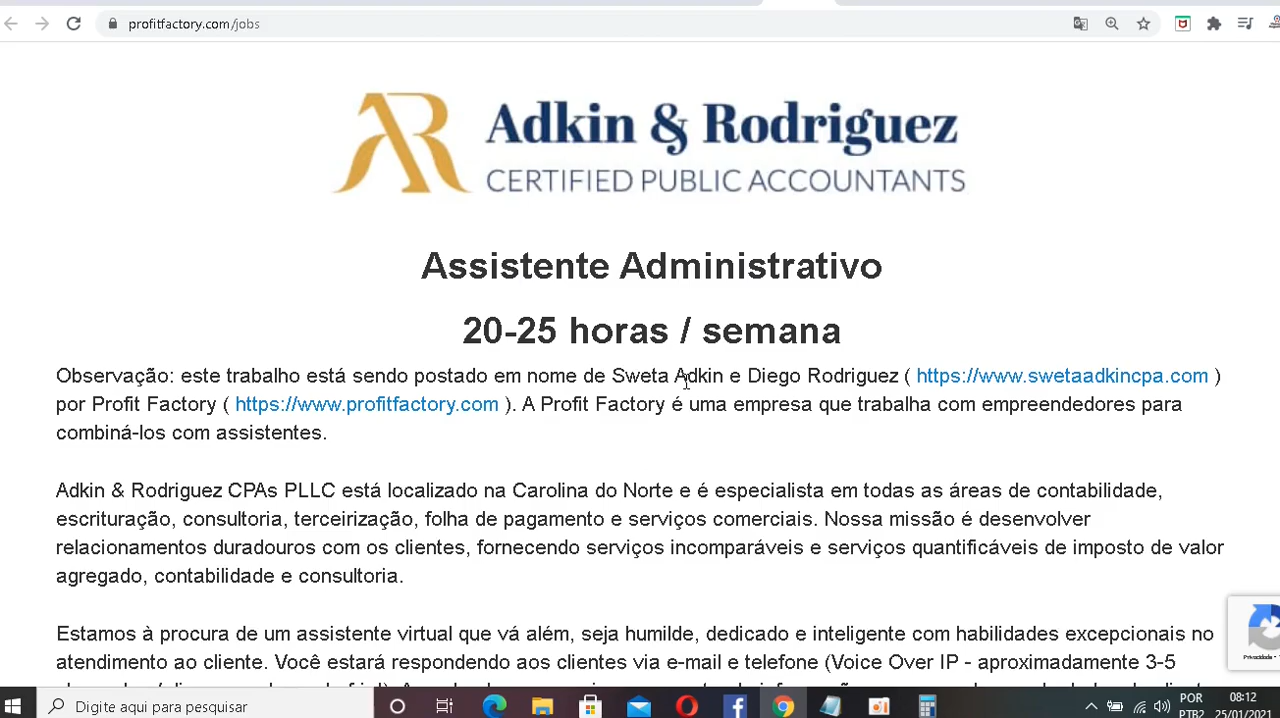 profitfactory.com/jobs
AR Adkin & Rodriguez
CERTIFIED PUBLIC ACCOUNTANTS
Assistente Administrativo
20-25 horas / semana
Observação: este trabalho está sendo postado em nome de Sweta Adkin e Diego Rodriguez ( https://www.swetaadkincpa.com )
por Profit Factory ( https://www.profitfactory.com ). A Profit Factory é uma empresa que trabalha com empreendedores para
combiná-los com assistentes.
Adkin & Rodriguez CPAs PLLC está localizado na Carolina do Norte e é especialista em todas as áreas de contabilidade,
escrituração, consultoria, terceirização, folha de pagamento e serviços comerciais. Nossa missão é desenvolver
relacionamentos duradouros com os clientes, fornecendo serviços incomparáveis e serviços quantificáveis de imposto de valor
agregado, contabilidade e consultoria.
Estamos à procura de um assistente virtual que vá além, seja humilde, dedicado e inteligente com habilidades excepcionais no
atendimento ao cliente. Você estará respondendo aos clientes via e-mail e telefone (Voice Over IP - aproximadamente 3-5
Privacidade
Digite aqui para pesquisar
POR
PTB2
08:12
25/01/2021